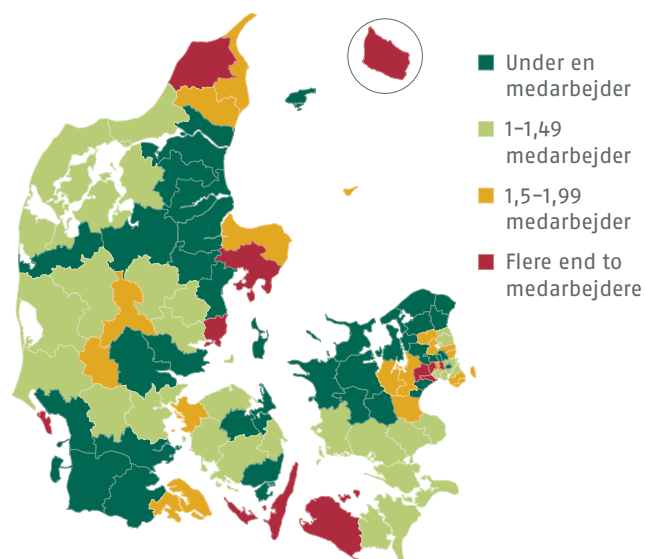 Under en
medarbejder
1–1,49
medarbejder
1,5–1,99
medarbejder
Flere end to
medarbejdere